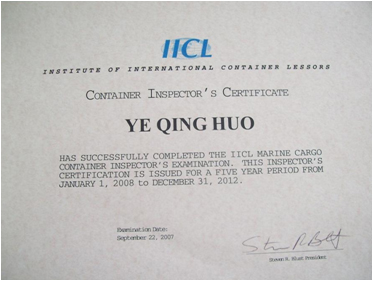 IICL
INSTITUTE OF INTERNATIONAL CONTAINER LESSORS
CONTAINER INSPECTOR'S CERTIFICATE
YE QING HUO
HAS SUCCESSFULLY COMPLETED THE IICL MARINE CARGO
CONTAINER INSPECTOR'S EXAMINATION. THIS INSPECTOR'S
CERTIFICATION IS ISSUED FOR A FIVE YEAR PERIOD FROM
JANUARY 1, 2008 to DECEMBER 31, 2012.
Examination Date:
September 22, 2007
Steven R. Blust President